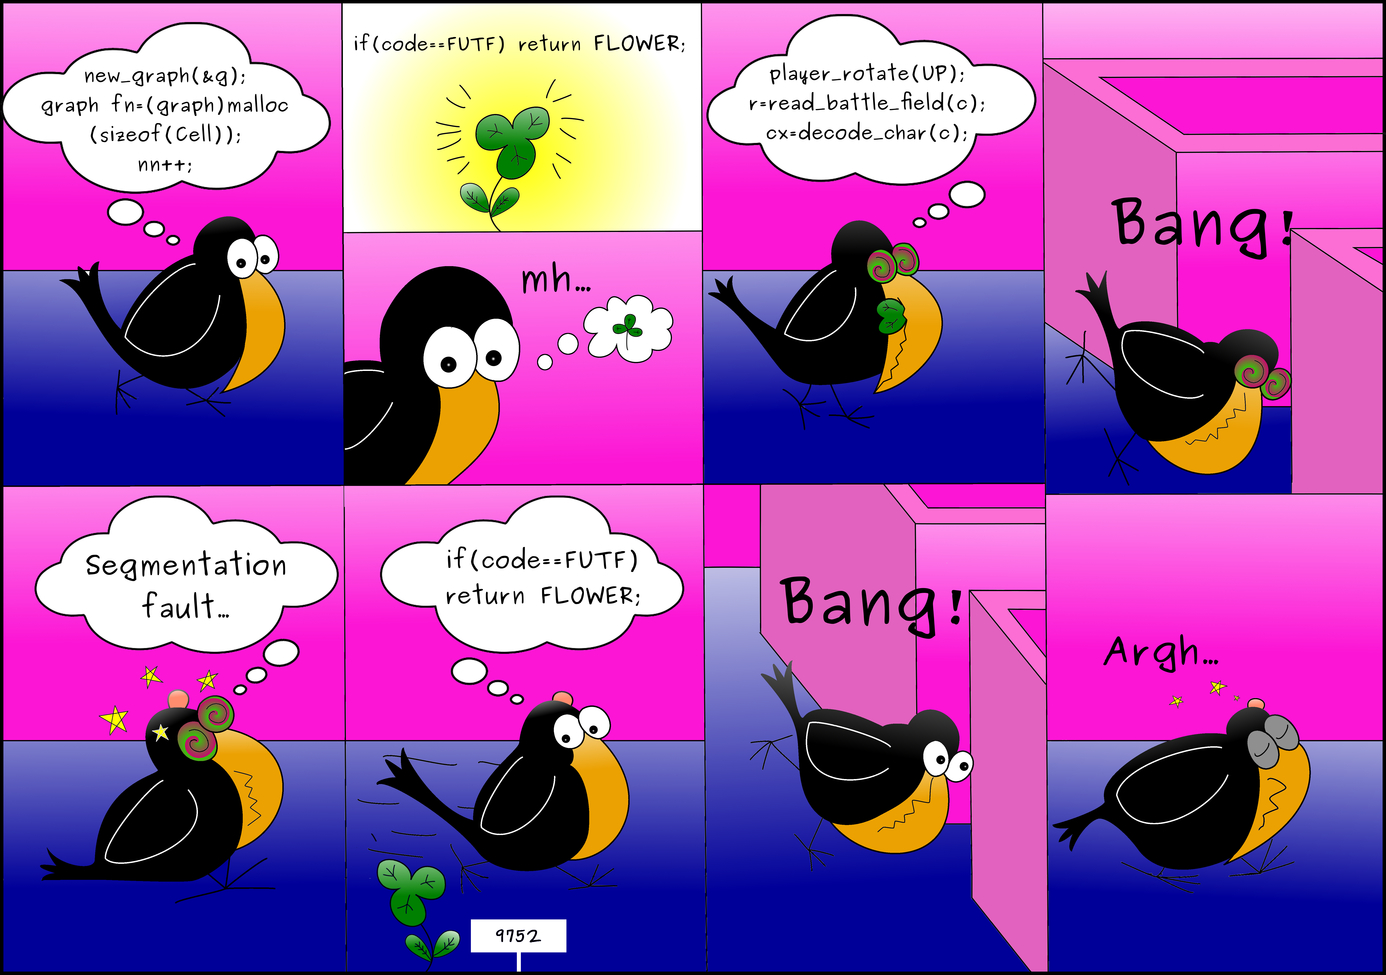 new_graph(&g);
graph fn=(graph)malloc
(sizeof(Cell));
nn++;
if(code==FUTF) return FLOWER;
mh...
player_rotate(UP);
r=read_battle_field(c);
cx=decode_char(c);
Bang!
Segmentation
fault...
if(code==FUTF)
return FLOWER;
9752
Bang!
Argh...